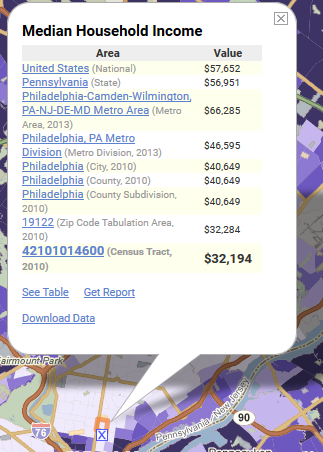 Median Household Income
Area Value
United States (National) $57,652
Pennsylvania (State) $56,951
Philadelphia-Camden-Wilmington,
PA-NJ-DE-MD Metro Area (Metro $66,285
Area, 2013)
Philadelphia, PA Metro
Division (Metro Division, 2013) $46,595
Philadelphia (City, 2010) $40,649
Philadelphia (County, 2010) $40,649
Philadelphia (County Subdivision,
2010) $40,649
19122 (Zip Code Tabulation Area,
2010) $32,284
42101014600 (Census Tract,
2010) $32,194
See Table Get Report
Download Data
airmount Park
76
90
Pennsylvania
New Jersey